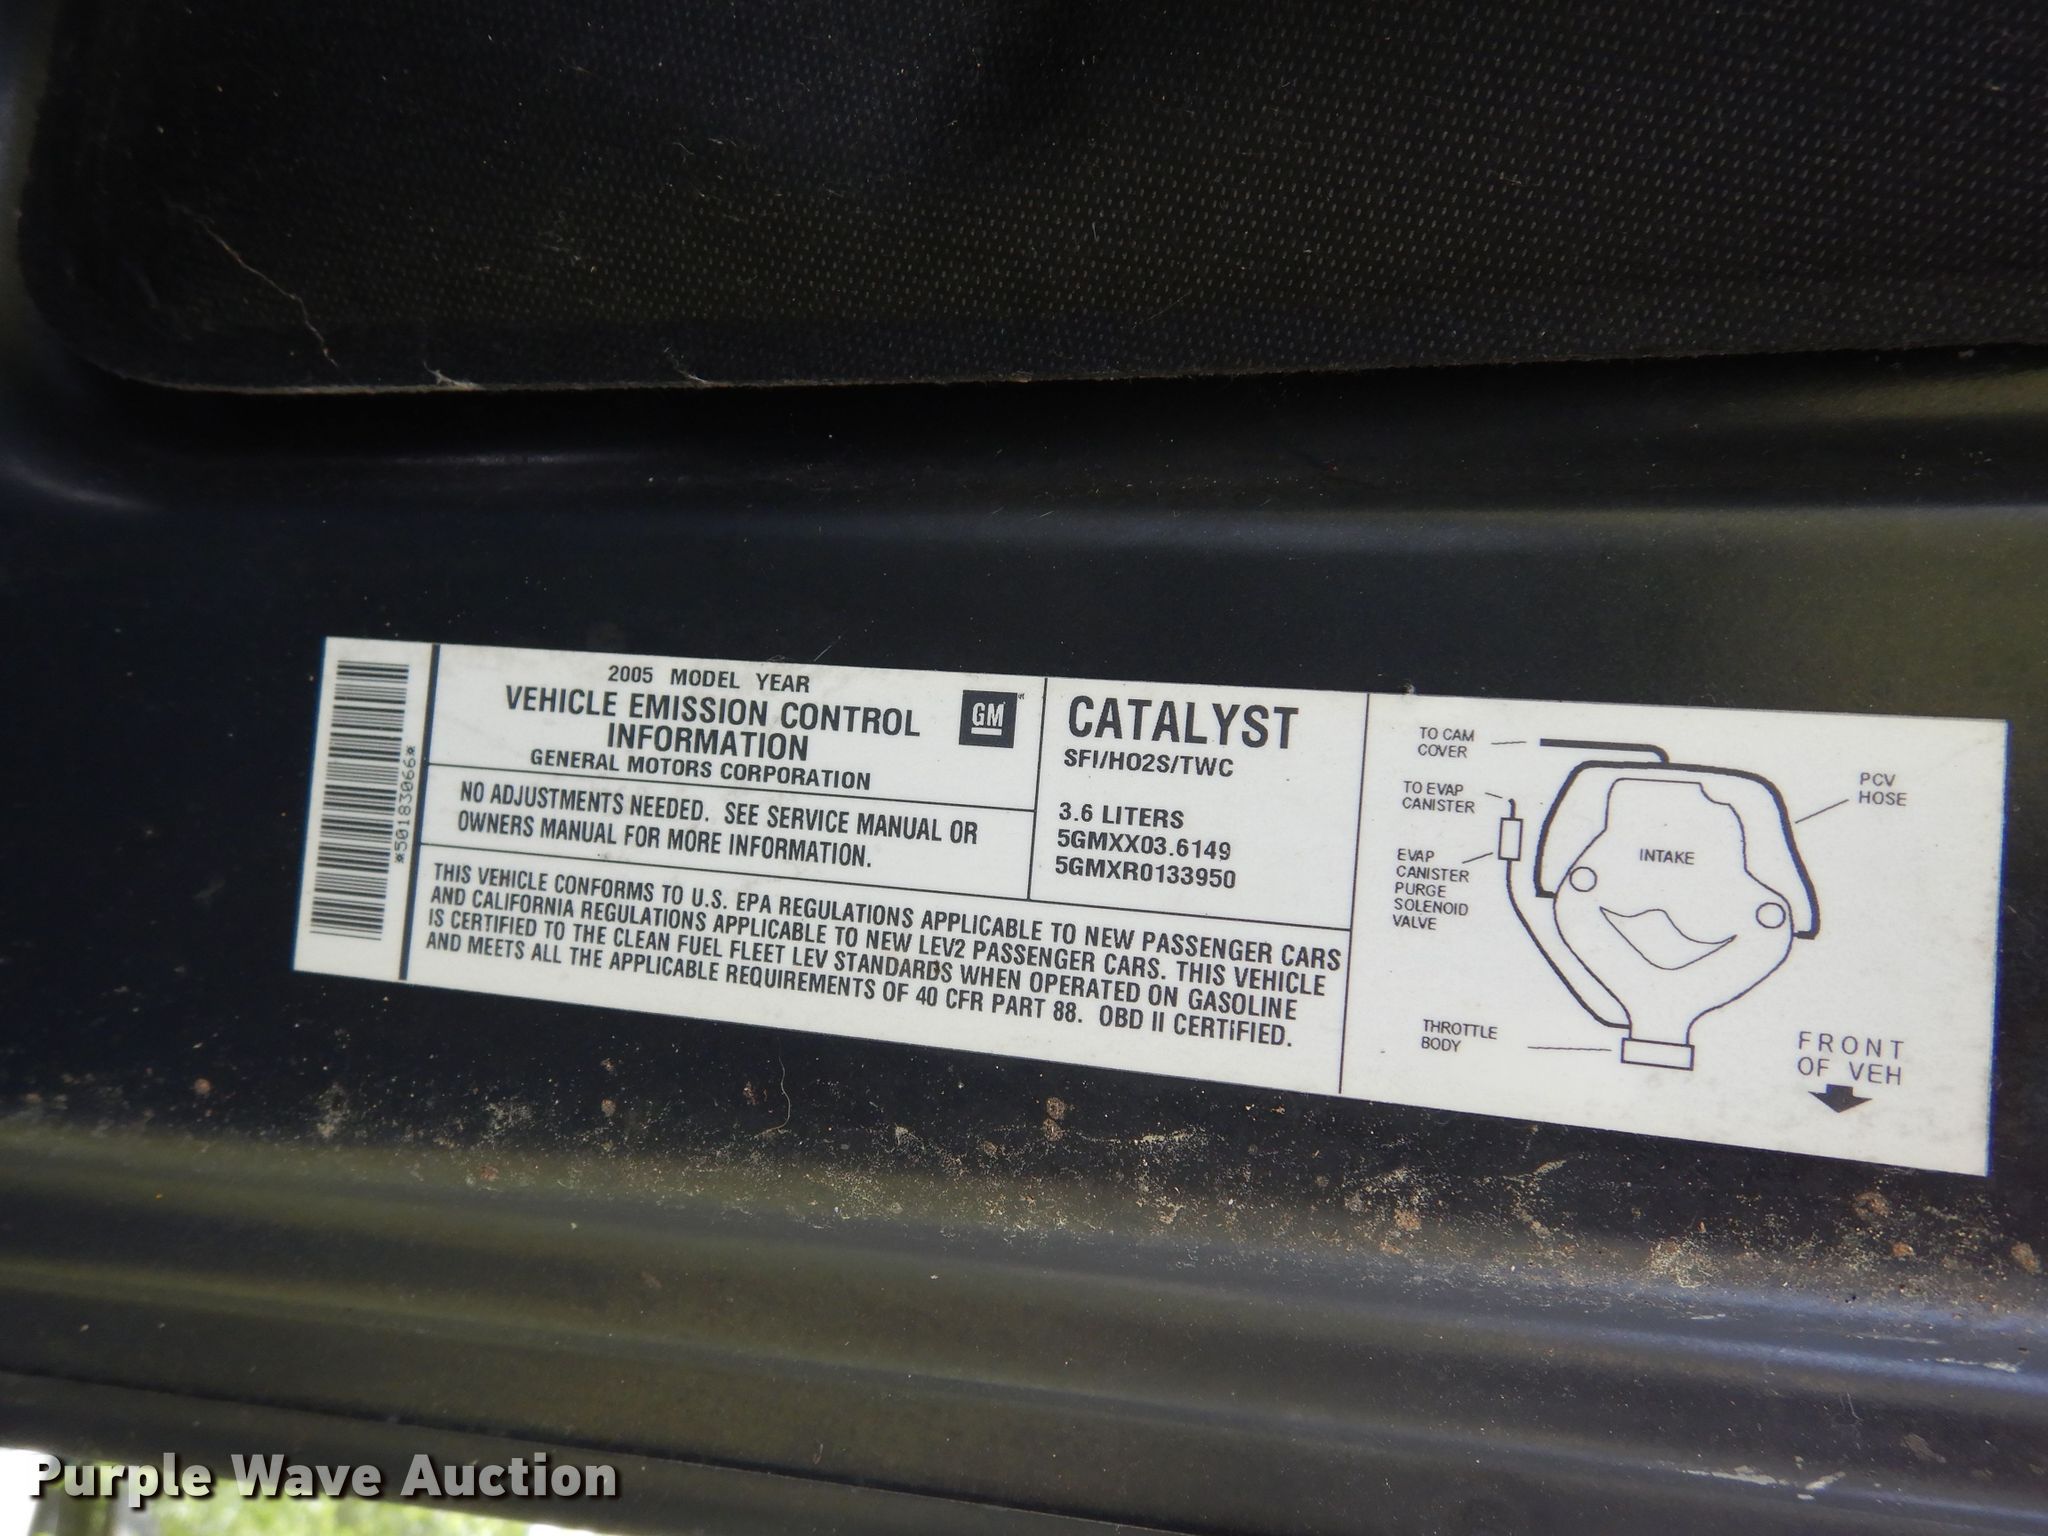 *501830666*
2005 MODEL YEAR
VEHICLE EMISSION CONTROL
INFORMATION
GENERAL MOTORS CORPORATION
GM
NO ADJUSTMENTS NEEDED. SEE SERVICE MANUAL OR
OWNERS MANUAL FOR MORE INFORMATION.
CATALYST
SFI/HO2S/TWC
3.6 LITERS
5GMXX03.6149
5GMXR0133950
THIS VEHICLE CONFORMS TO U.S. EPA REGULATIONS APPLICABLE TO NEW PASSENGER CARS
AND CALIFORNIA REGULATIONS APPLICABLE TO NEW LEV2 PASSENGER CARS. THIS VEHICLE
IS CERTIFIED TO THE CLEAN FUEL FLEET LEV STANDARDS WHEN OPERATED ON GASOLINE
AND MEETS ALL THE APPLICABLE REQUIREMENTS OF 40 CFR PART 88. OBD II CERTIFIED.
TO CAM
COVER
TO EVAP
CANISTER
EVAP
CANISTER
PURGE
SOLENOID
VALVE
THROTTLE
BODY
INTAKE
PCV
HOSE
FRONT
OF VEH
Purple Wave Auction